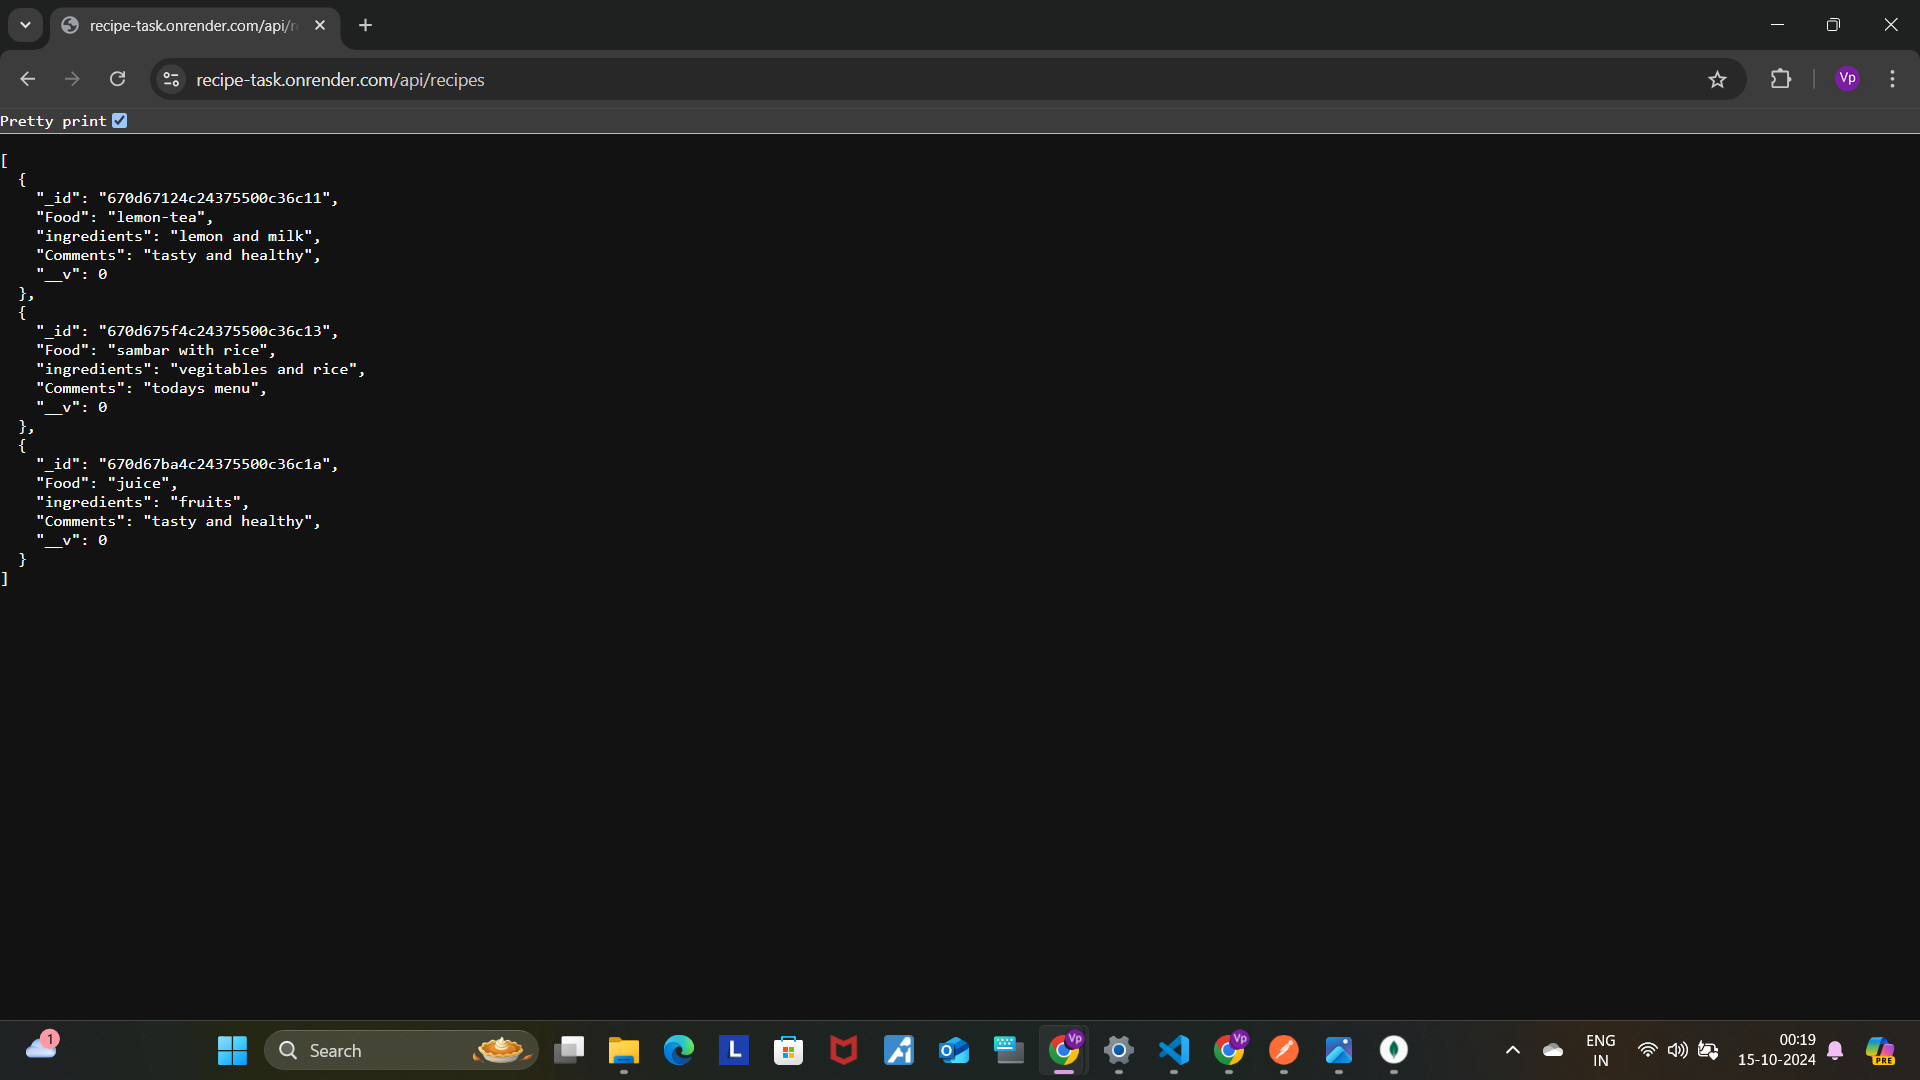 recipe-task.onrender.com/api/r
recipe-task.onrender.com/api/recipes
Vp
Pretty print
[
  {
    "_id": "670d67124c24375500c36c11",
    "Food": "lemon-tea",
    "ingredients": "lemon and milk",
    "Comments": "tasty and healthy",
    "__v": 0
  },
  {
    "_id": "670d675f4c24375500c36c13",
    "Food": "sambar with rice",
    "ingredients": "vegitables and rice",
    "Comments": "todays menu",
    "__v": 0
  },
  {
    "_id": "670d67ba4c24375500c36c1a",
    "Food": "juice",
    "ingredients": "fruits",
    "Comments": "tasty and healthy",
    "__v": 0
  }
]
1
Search
L
Vp
Vp
ENG
IN
00:19
15-10-2024
PRE